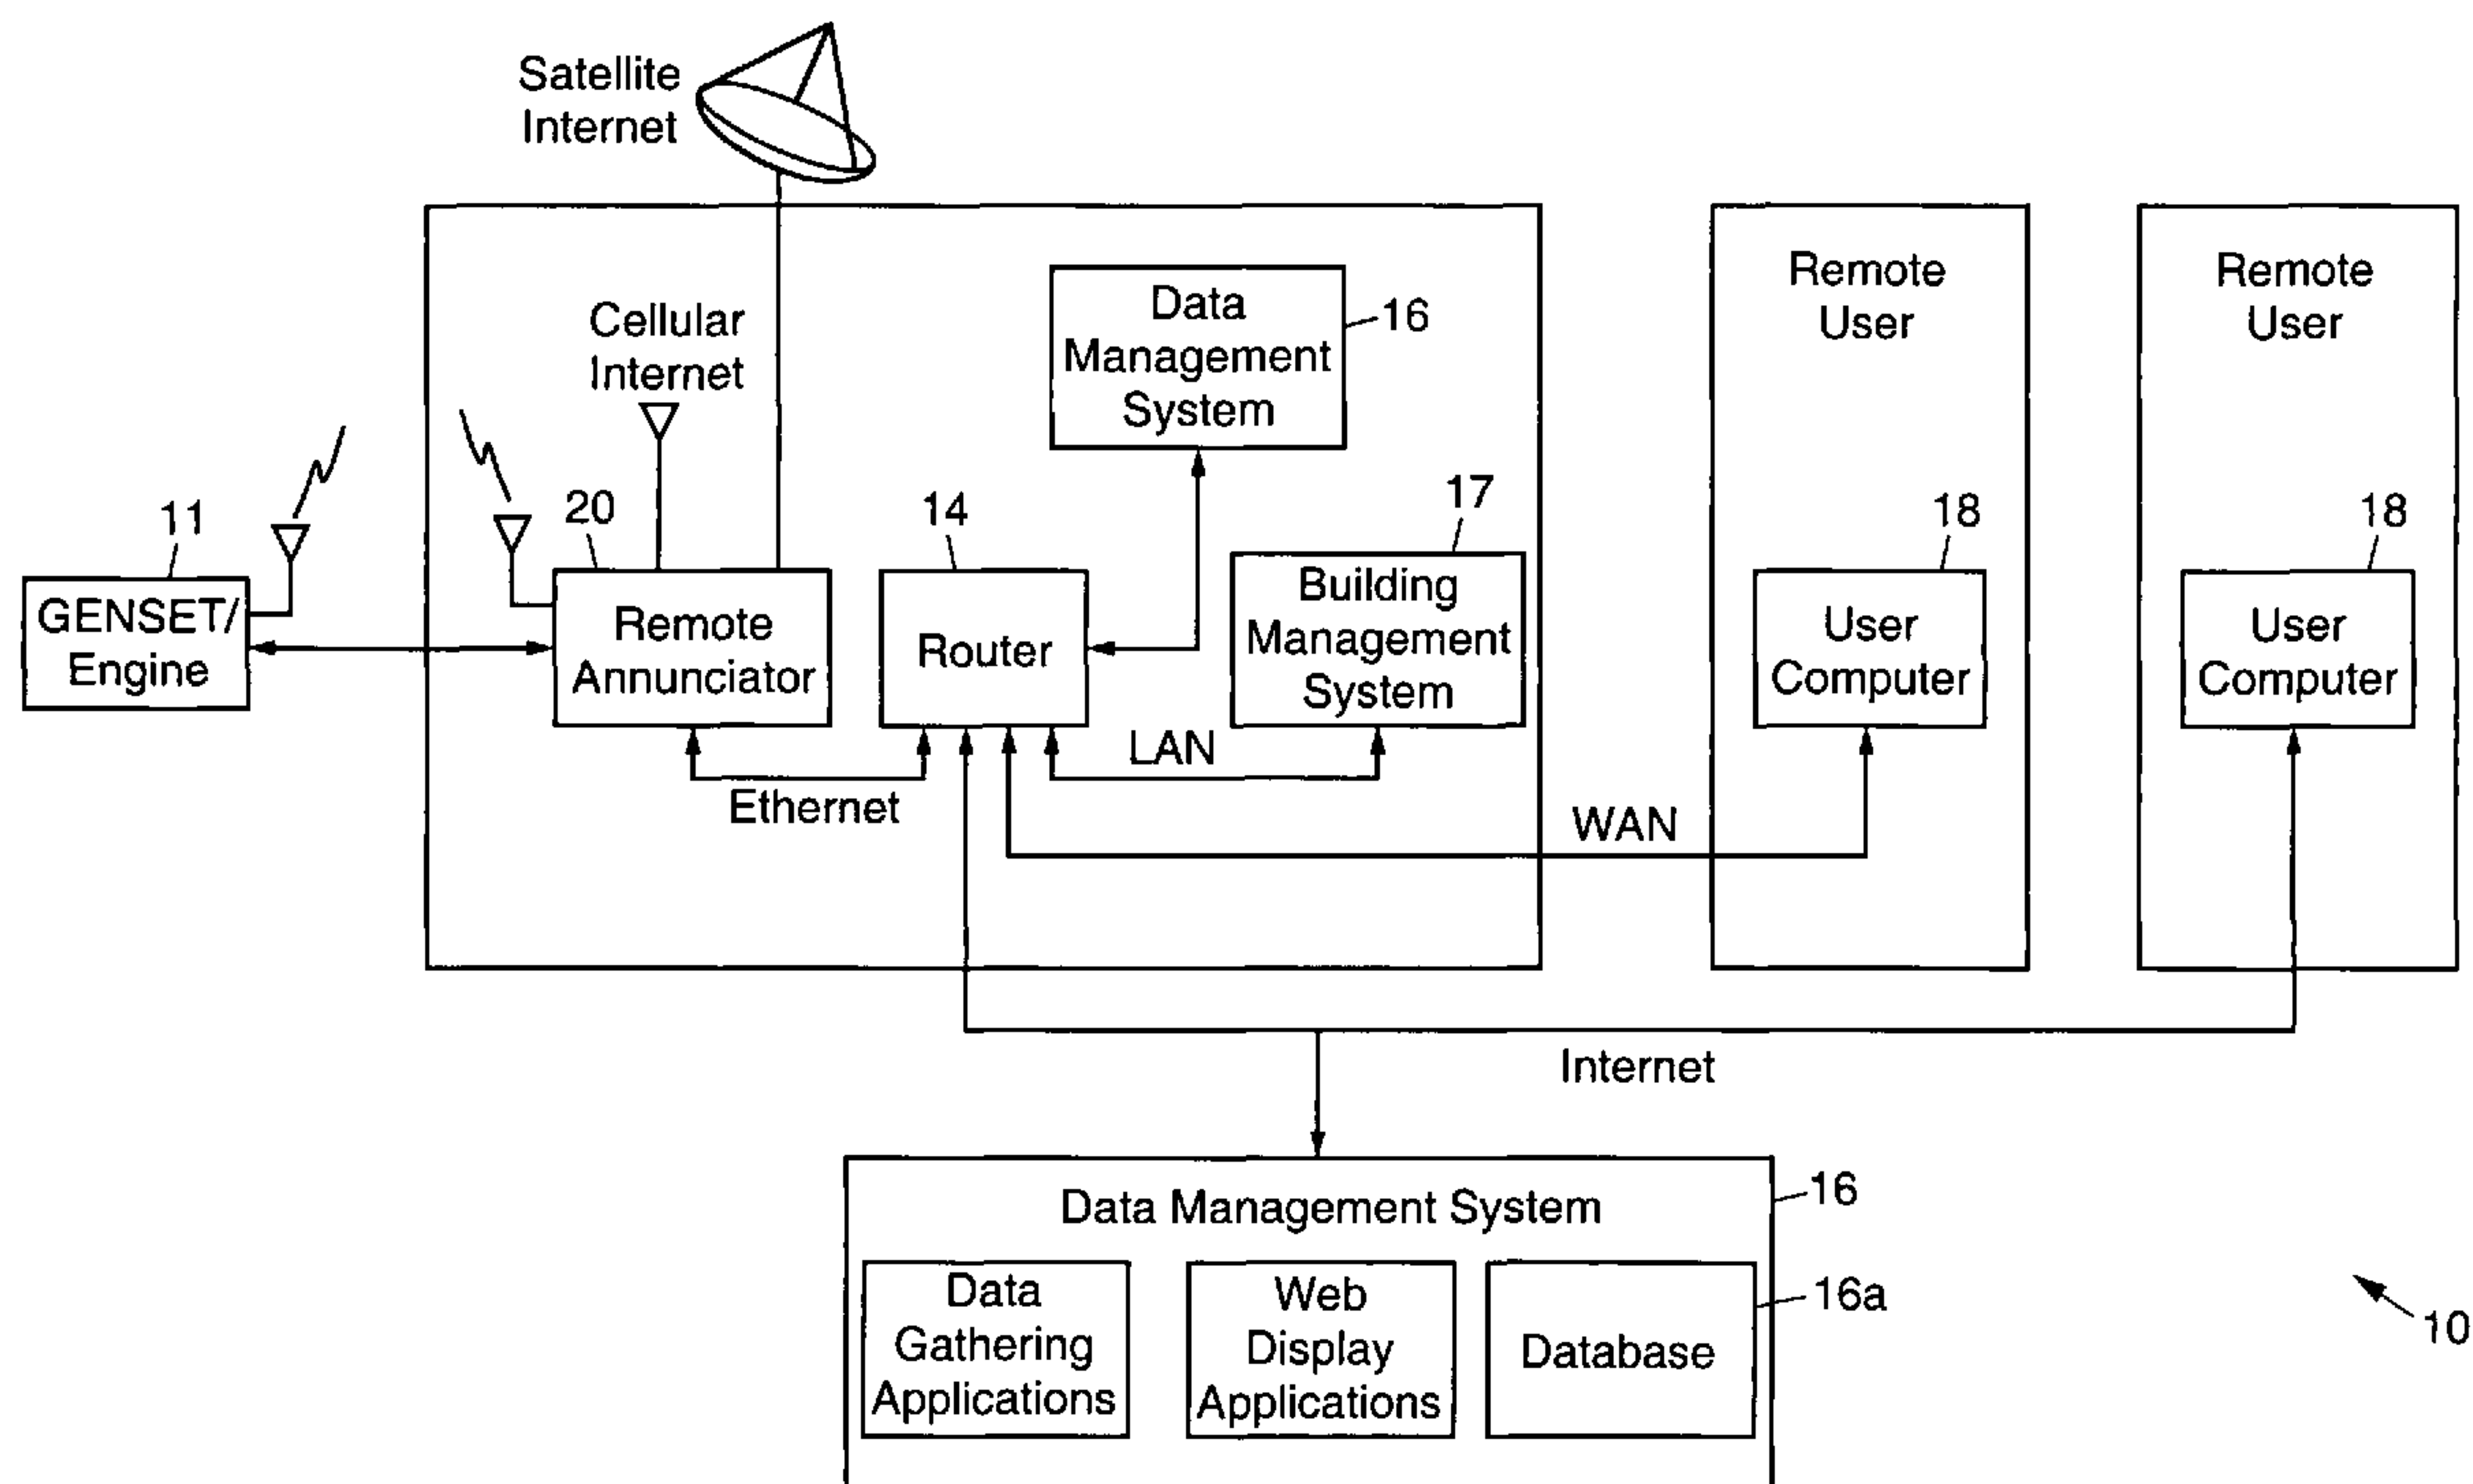 Satellite
Internet
Cellular
Internet
Data
Management
System
16
Remote
User
Remote
User
11
20
14
17
18
18
GENSET/
Engine
Remote
Annunciator
Router
Building
Management
System
User
Computer
User
Computer
LAN
Ethernet
WAN
Internet
Data Management System
16
Data
Gathering
Applications
Web
Display
Applications
Database
16a
10